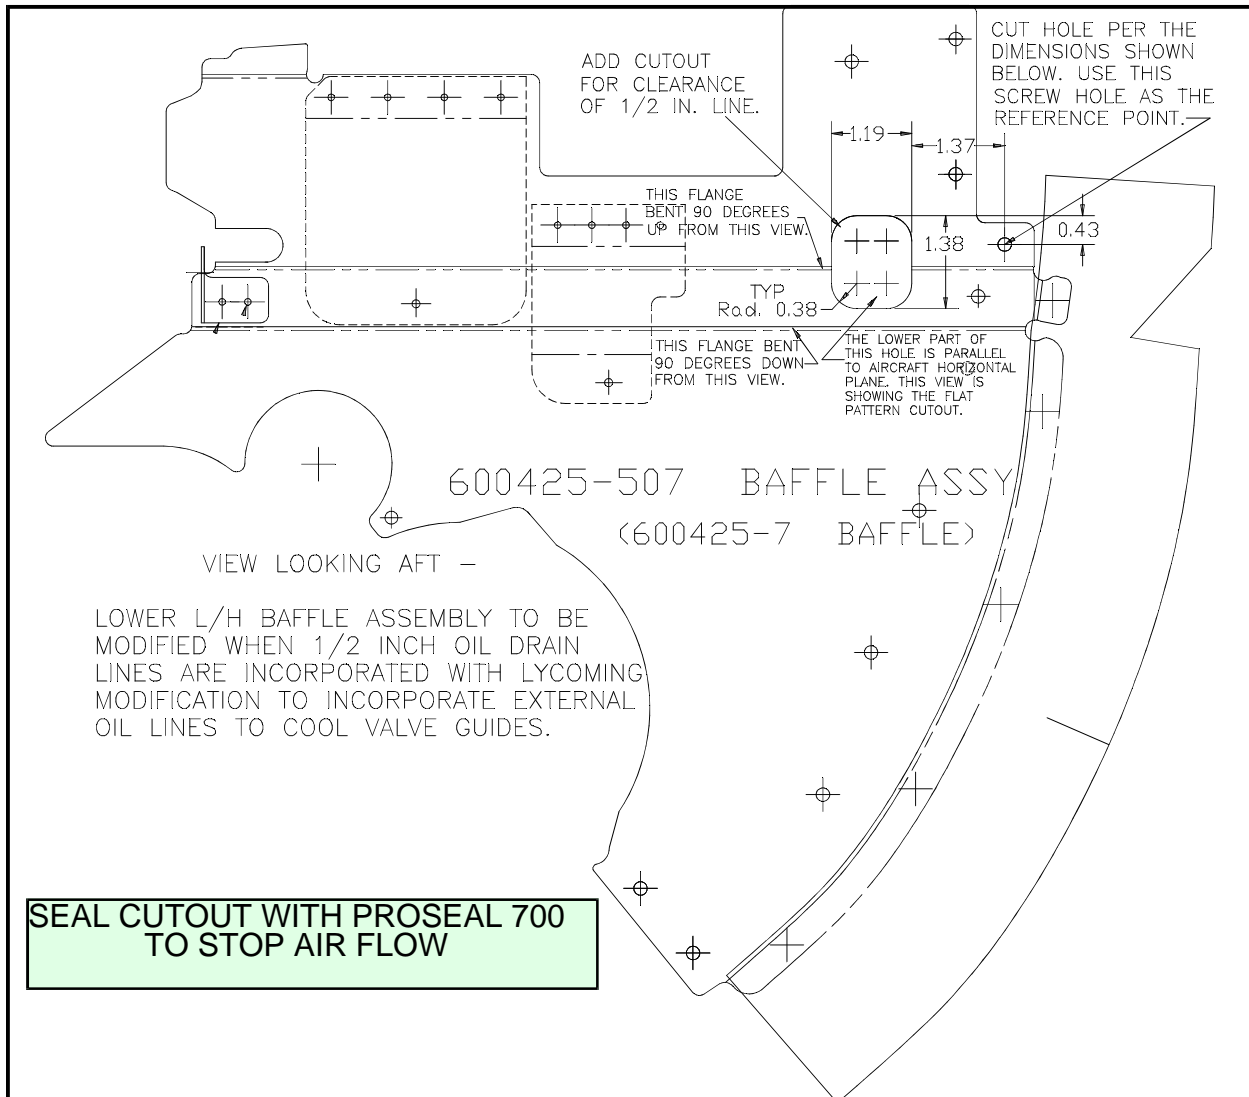 ADD CUTOUT
FOR CLEARANCE
OF 1/2 IN. LINE.
CUT HOLE PER THE
DIMENSIONS SHOWN
BELOW. USE THIS
SCREW HOLE AS THE
REFERENCE POINT.
1.19
1.37
THIS FLANGE
BENT 90 DEGREES
UP FROM THIS VIEW.
1.38
0.43
TYP
Rad. 0.38
THIS FLANGE BENT
90 DEGREES DOWN
FROM THIS VIEW.
THE LOWER PART OF
THIS HOLE IS PARALLEL
TO AIRCRAFT HORIZONTAL
PLANE. THIS VIEW IS
SHOWING THE FLAT
PATTERN CUTOUT.
600425-507 BAFFLE ASSY
(600425-7 BAFFLE)
VIEW LOOKING AFT -
LOWER L/H BAFFLE ASSEMBLY TO BE
MODIFIED WHEN 1/2 INCH OIL DRAIN
LINES ARE INCORPORATED WITH LYCOMING
MODIFICATION TO INCORPORATE EXTERNAL
OIL LINES TO COOL VALVE GUIDES.
SEAL CUTOUT WITH PROSEAL 700
TO STOP AIR FLOW